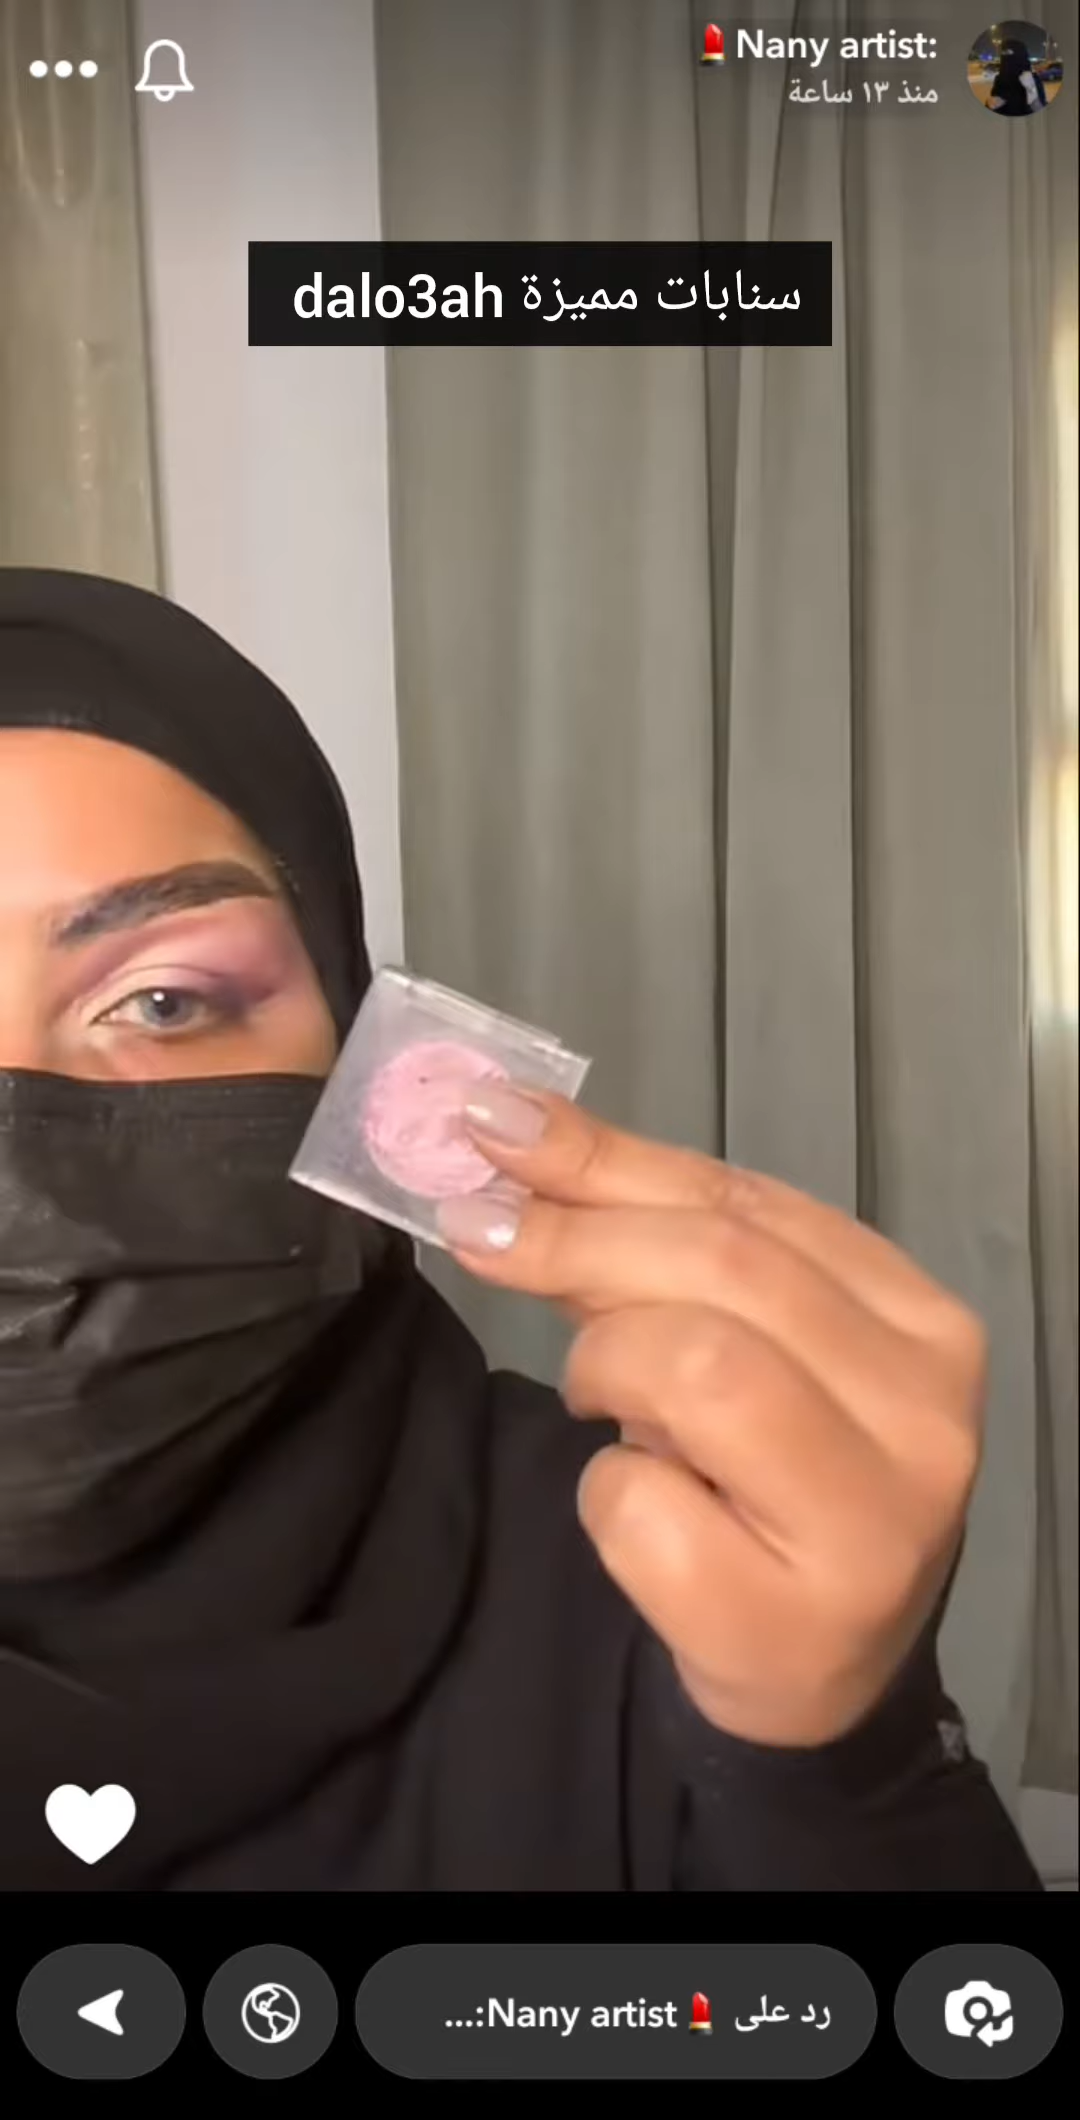 Nany artist:💄
منذ ١٣ ساعة
سنابات مميزة dalo3ah
رد على 💄Nany artist:...